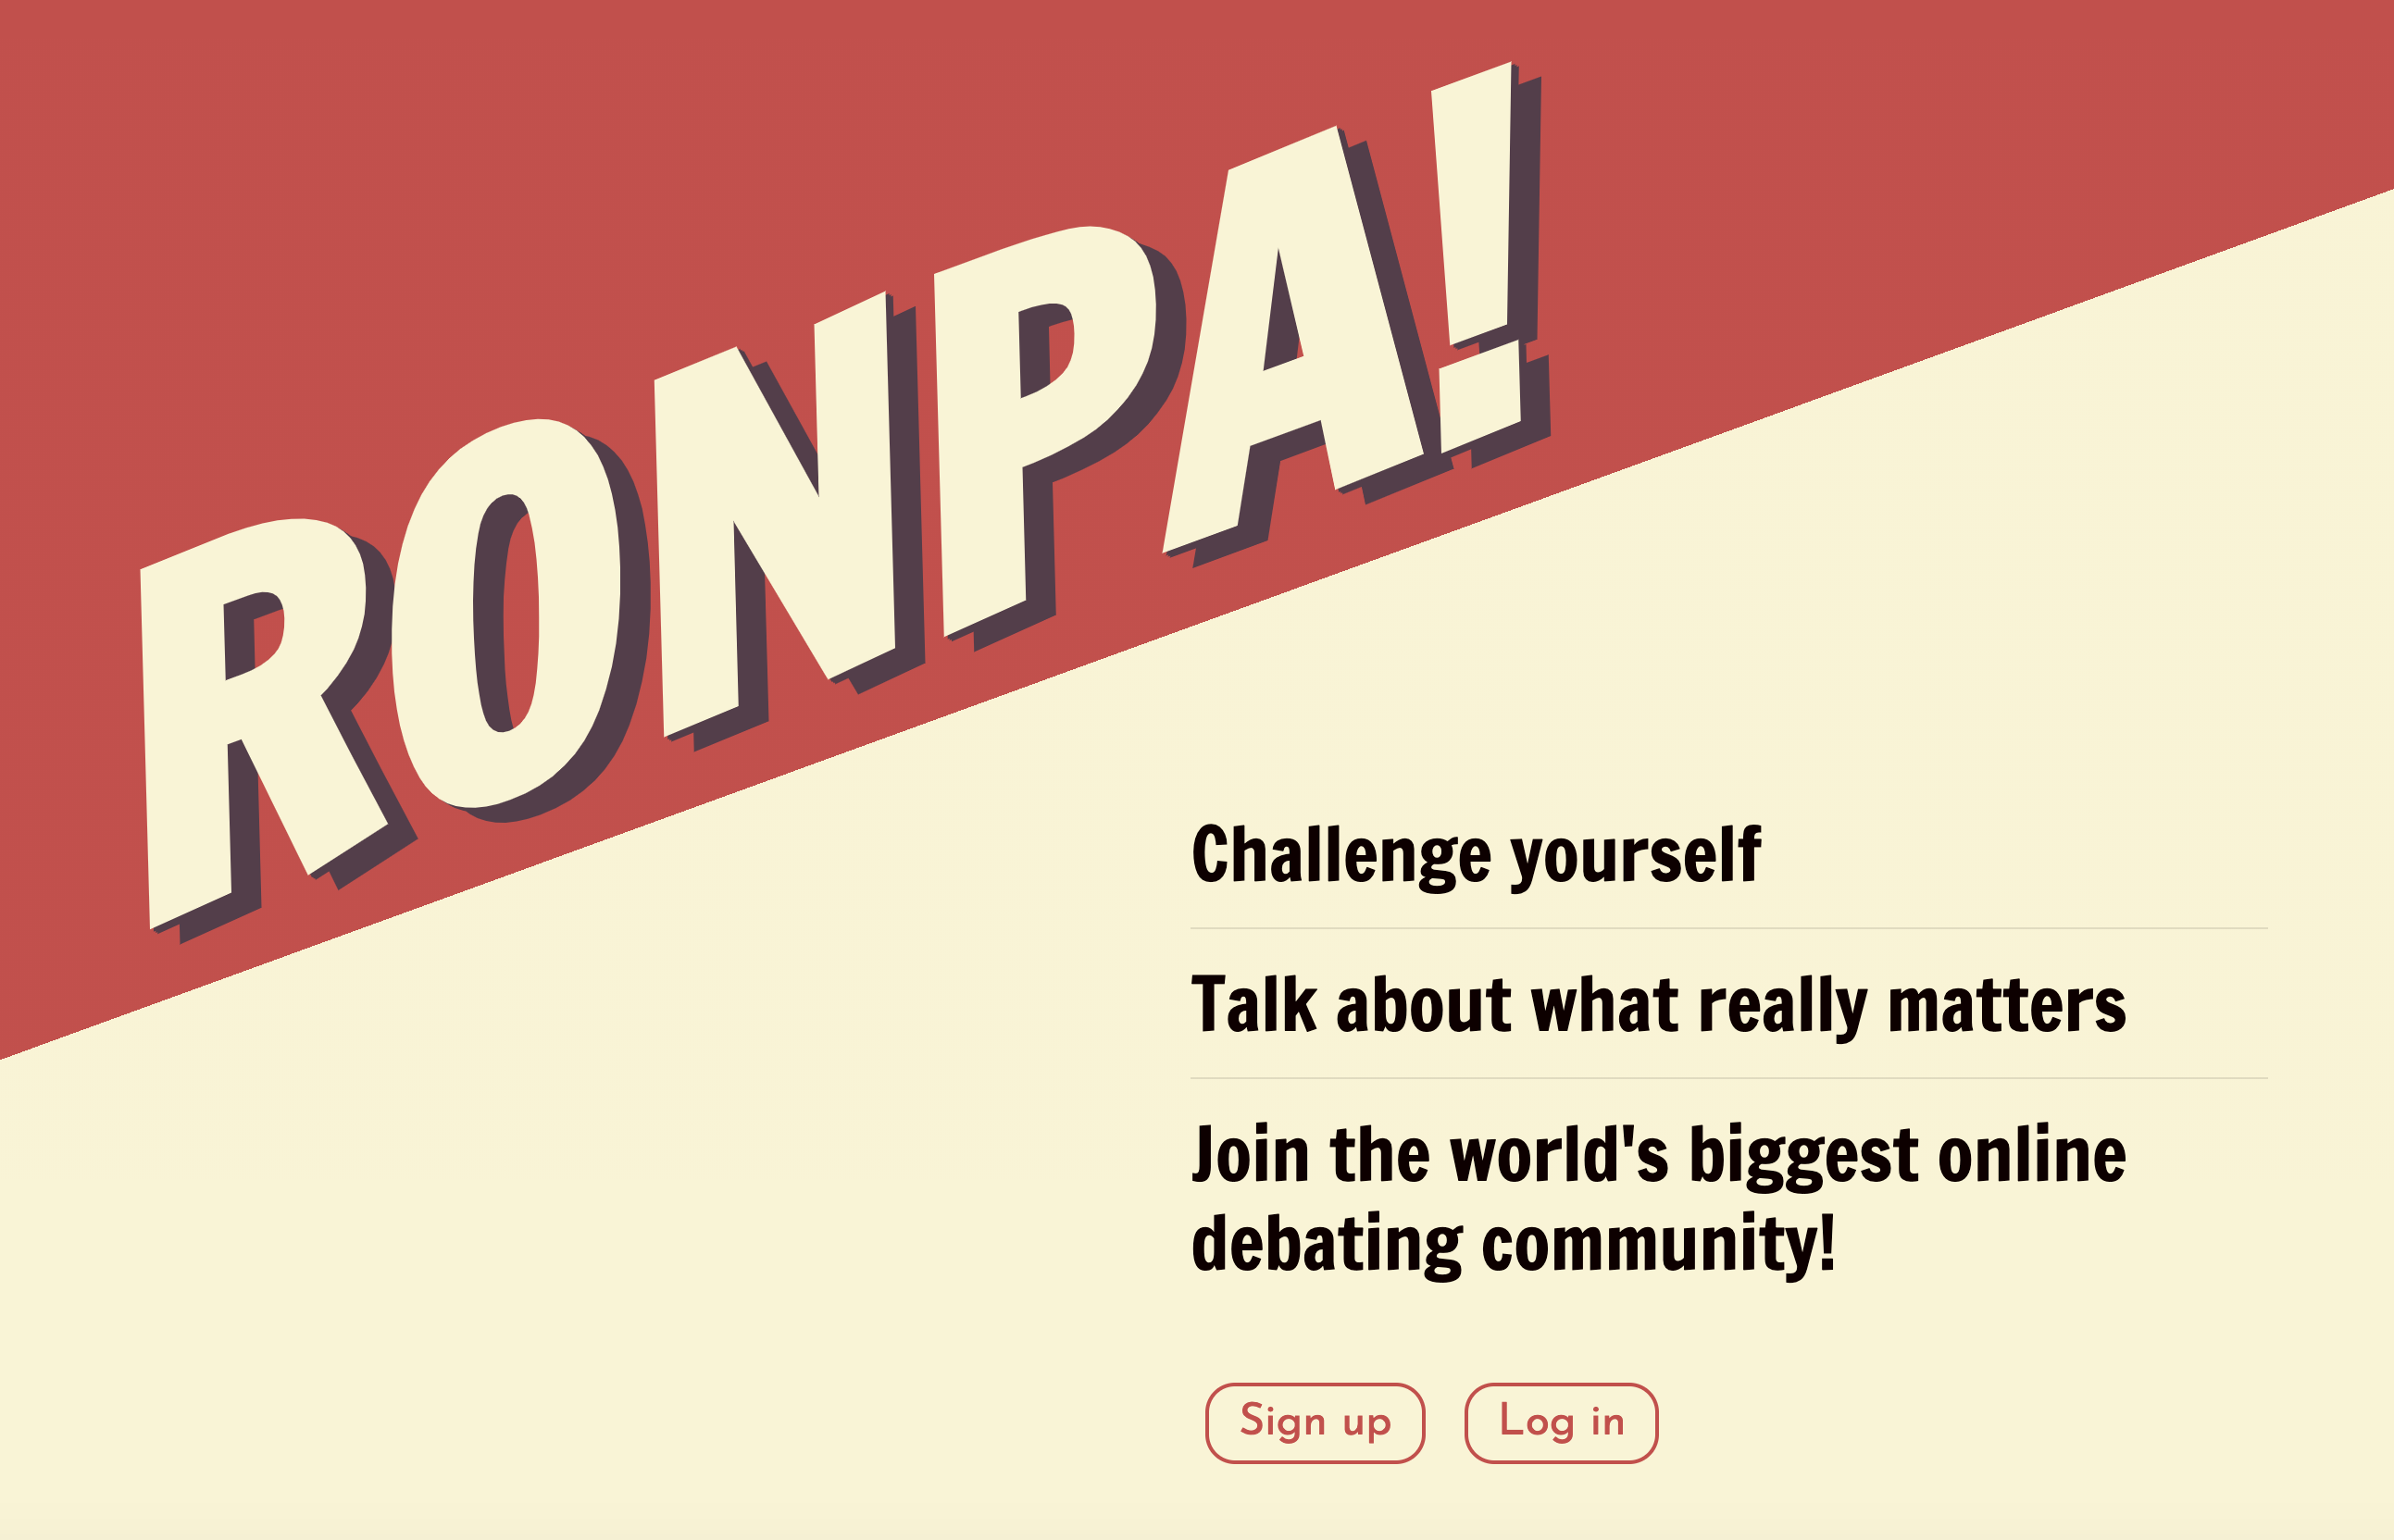 RONPA!
Challenge yourself
Talk about what really matters
Join the world's biggest online
debating community!
Sign up
Log in